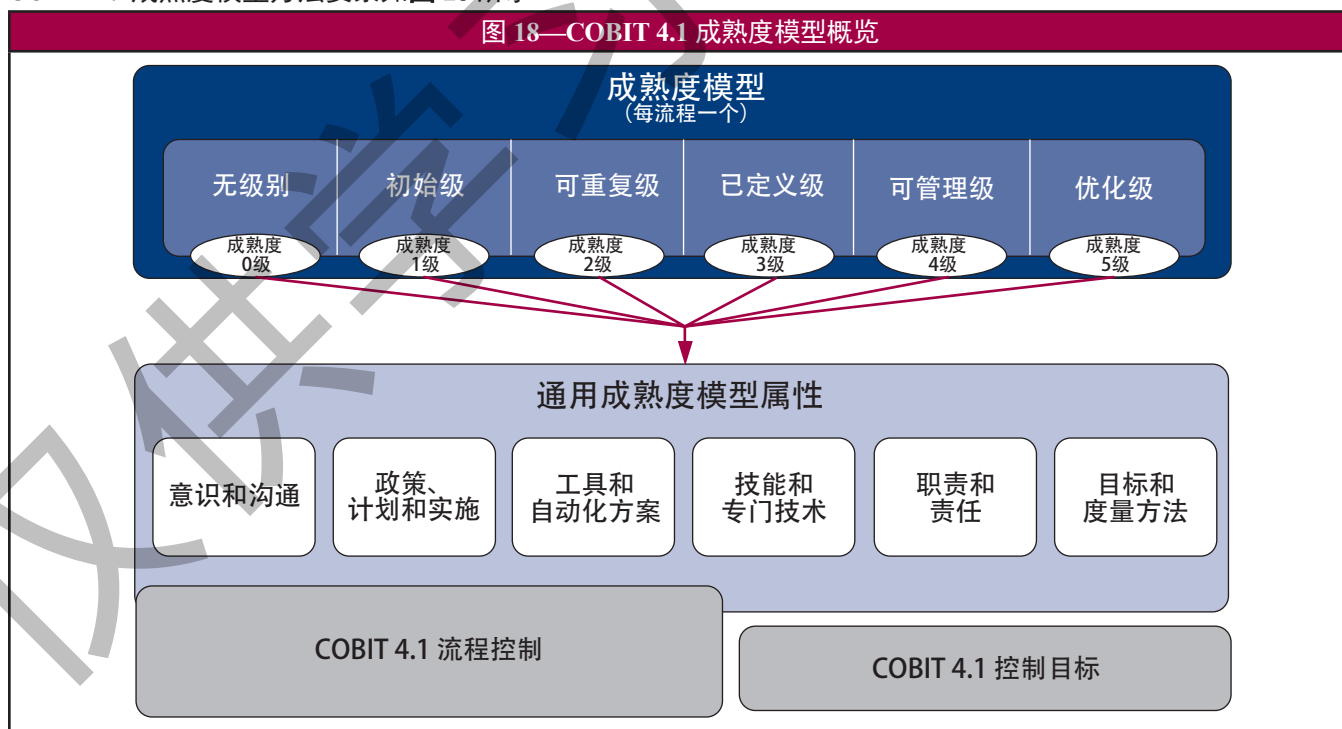 图 18—COBIT 4.1 成熟度模型概览
成熟度模型
（每流程一个）
无级别
初始级
可重复级
已定义级
可管理级
优化级
成熟度
0级
成熟度
1级
成熟度
2级
成熟度
3级
成熟度
4级
成熟度
5级
通用成熟度模型属性
意识和沟通
政策、
计划和实施
工具和
自动化方案
技能和
专门技术
职责和
责任
目标和
度量方法
COBIT 4.1 流程控制
COBIT 4.1 控制目标
仅供学习